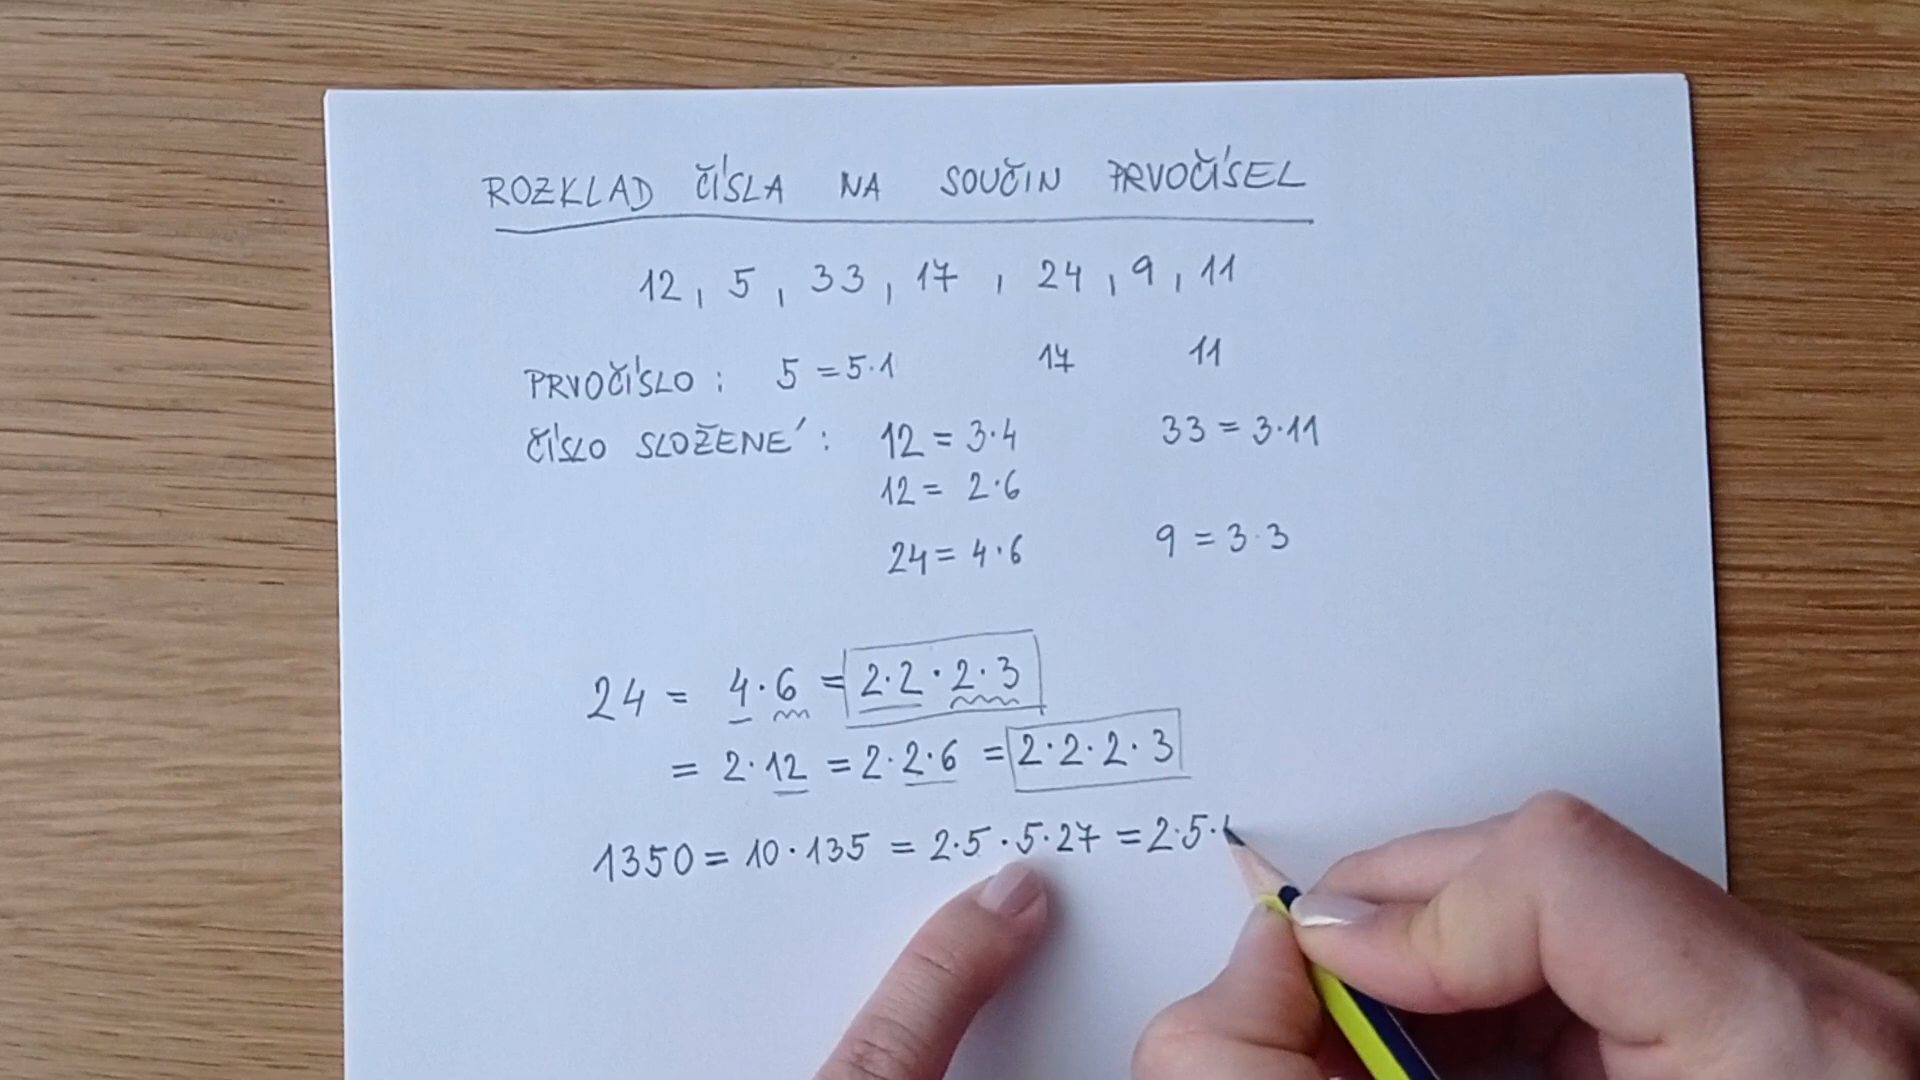 ROZKLAD ČÍSLA NA SOUČIN PRVOČÍSEL
12, 5, 33, 17, 24, 9, 11
PRVOČÍSLO: 5 = 5·1 17 11
ČÍSLO SLOŽENÉ: 12 = 3·4 33 = 3·11
12 = 2·6
24 = 4·6 9 = 3·3
24 = 4·6 = 2·2·2·3
= 2·12 = 2·2·6 = 2·2·2·3
1350 = 10·135 = 2·5·5·27 = 2·5·